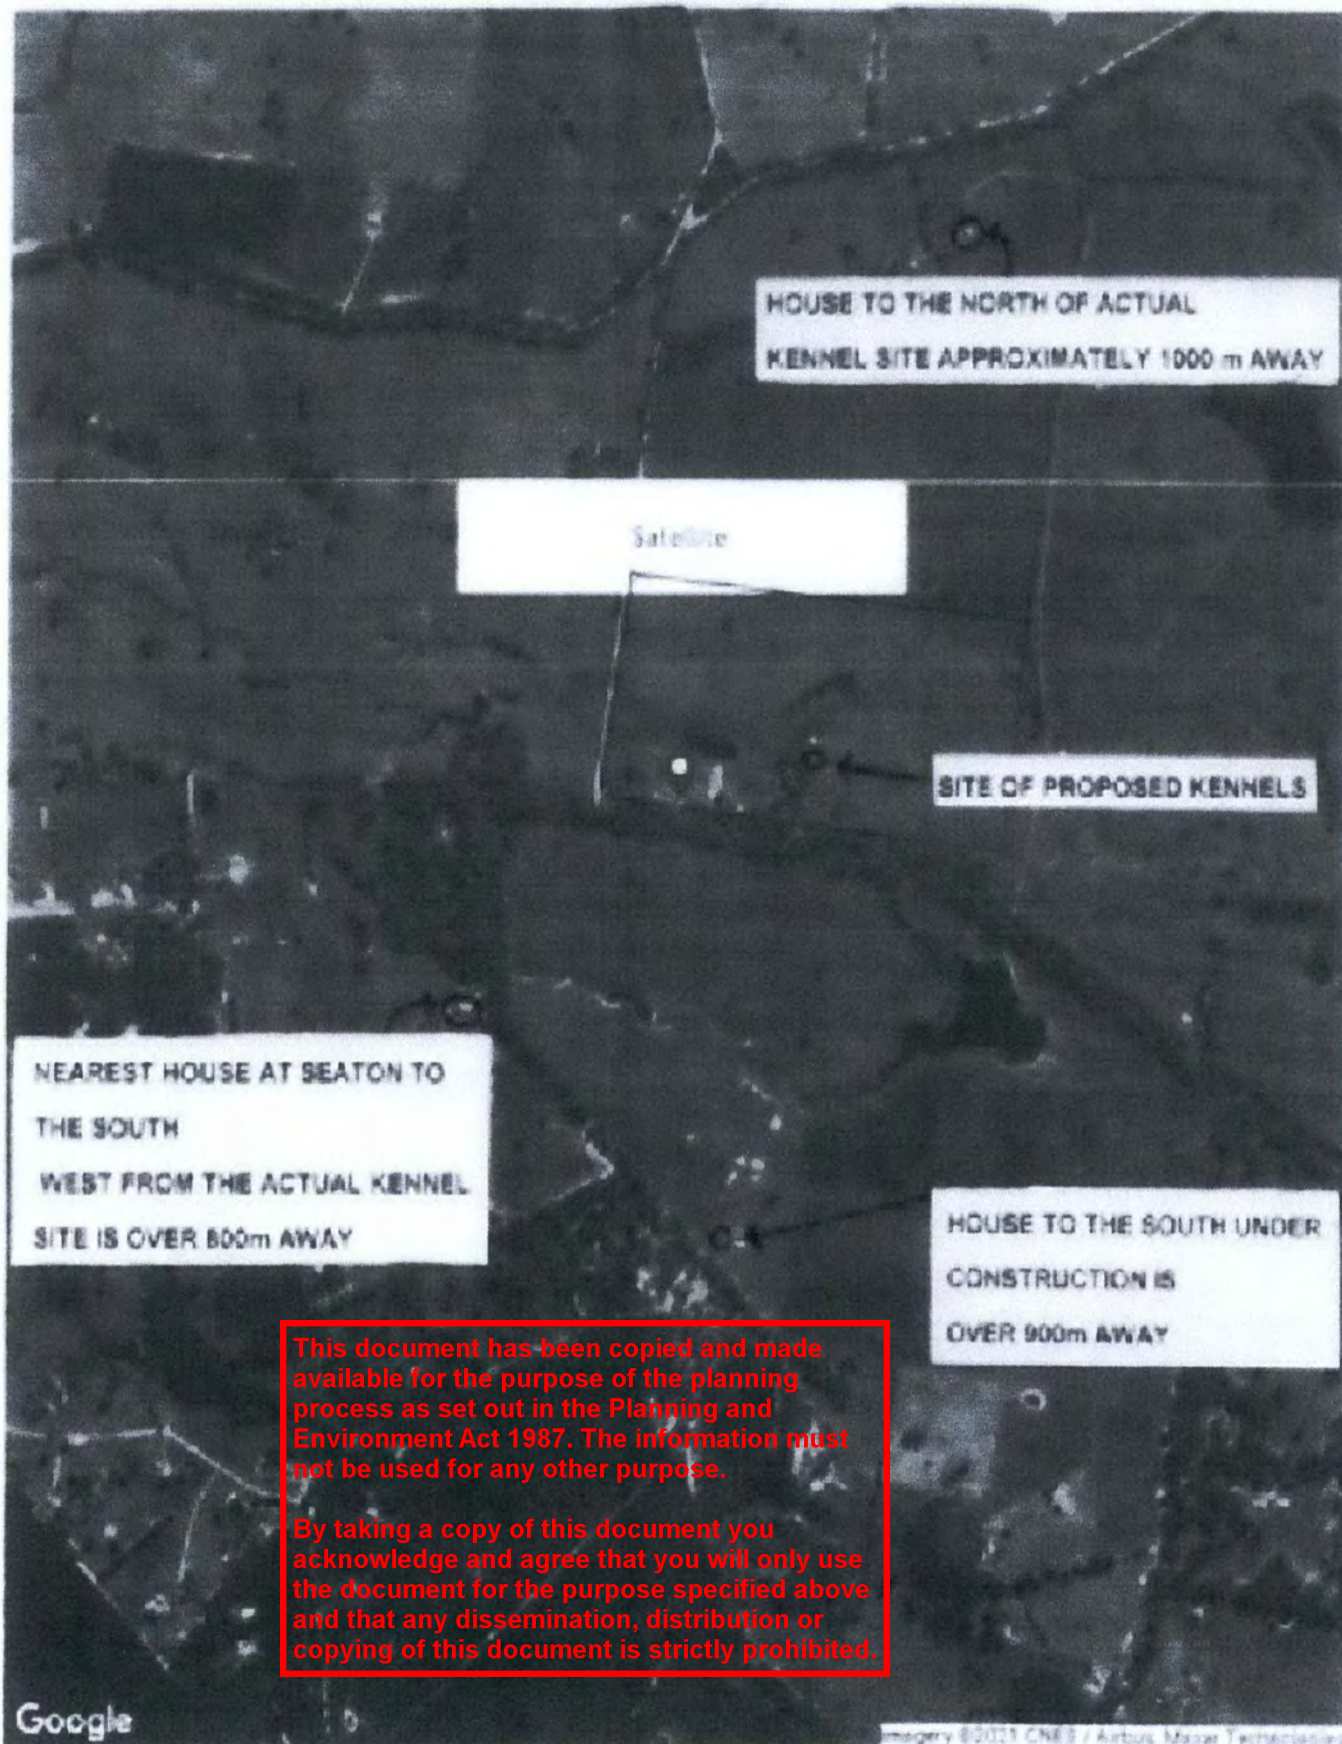 HOUSE TO THE NORTH OF ACTUAL
KENNEL SITE APPROXIMATELY 1000 m AWAY
Satellite
SITE OF PROPOSED KENNELS
NEAREST HOUSE AT SEATON TO
THE SOUTH
WEST FROM THE ACTUAL KENNEL
SITE IS OVER 800m AWAY
HOUSE TO THE SOUTH UNDER
CONSTRUCTION IS
OVER 900m AWAY
This document has been copied and made
available for the purpose of the planning
process as set out in the Planning and
Environment Act 1987. The information must
not be used for any other purpose.
By taking a copy of this document you
acknowledge and agree that you will only use
the document for the purpose specified above
and that any dissemination, distribution or
copying of this document is strictly prohibited.
Google
Imagery ©2021 CNES / Airbus, Maxar